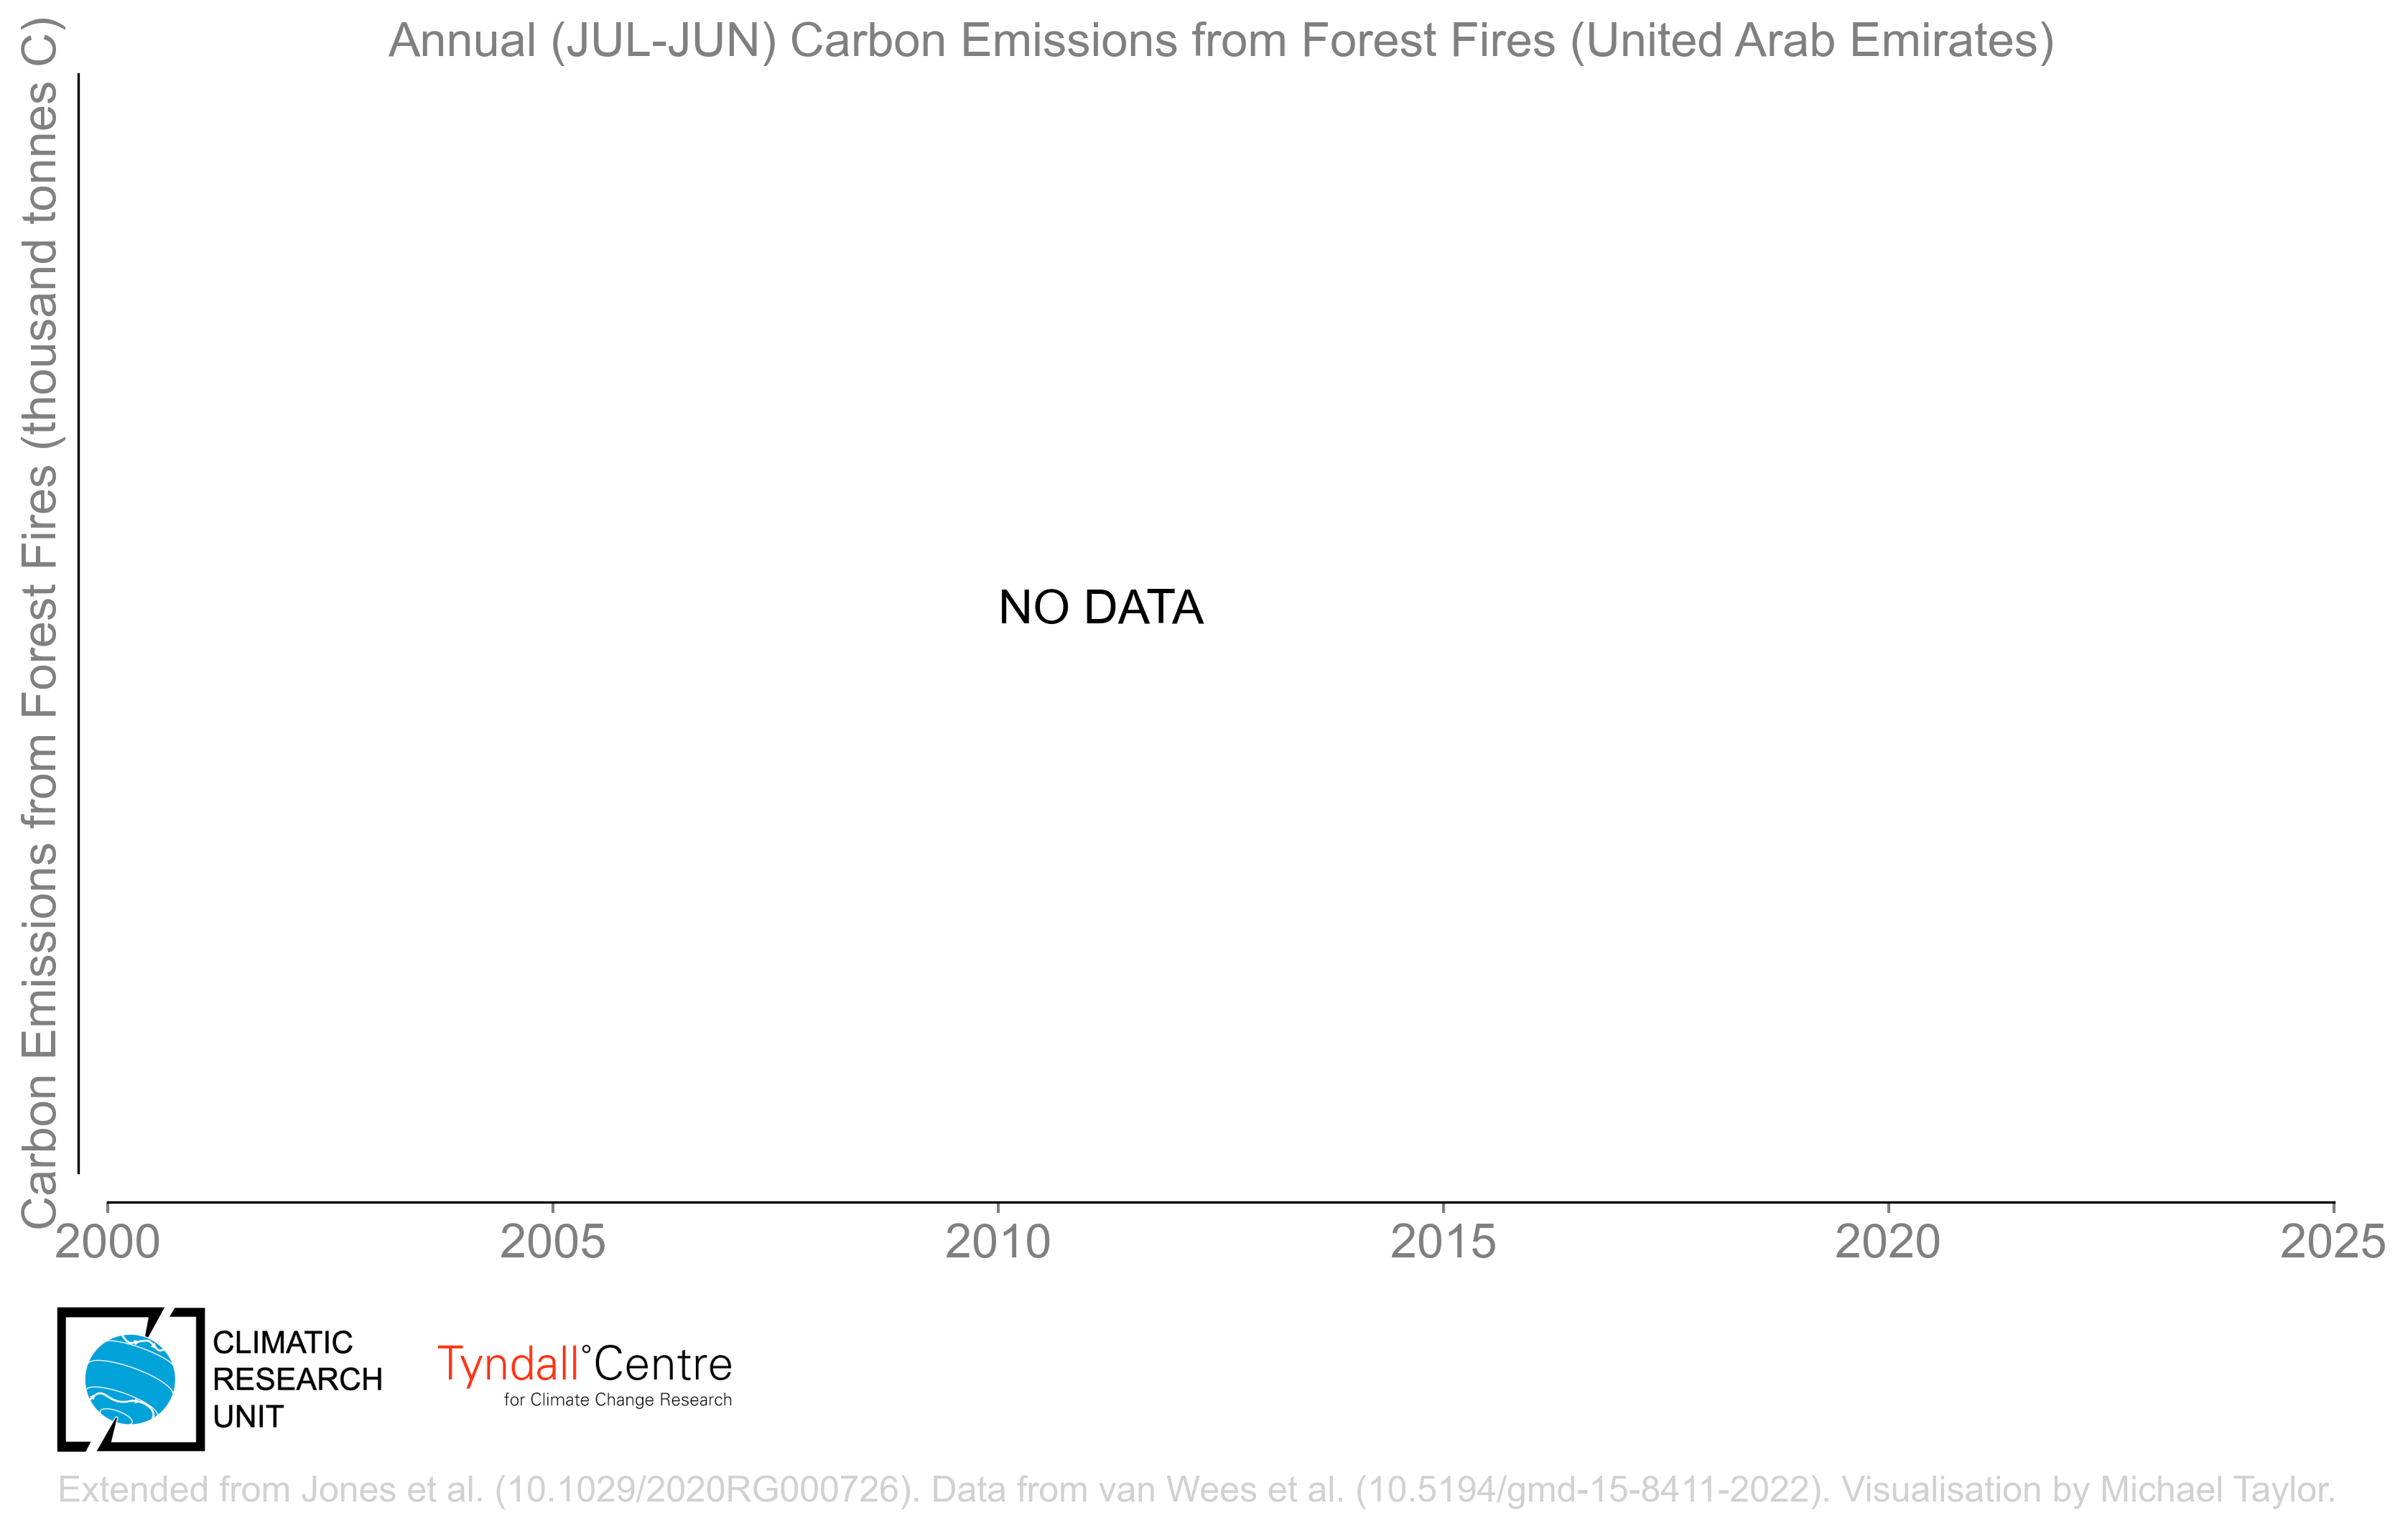 Annual (JUL-JUN) Carbon Emissions from Forest Fires (United Arab Emirates)
Carbon Emissions from Forest Fires (thousand tonnes C)
NO DATA
2000 2005 2010 2015 2020 2025
CLIMATIC
RESEARCH
UNIT
Tyndall°Centre
for Climate Change Research
Extended from Jones et al. (10.1029/2020RG000726). Data from van Wees et al. (10.5194/gmd-15-8411-2022). Visualisation by Michael Taylor.